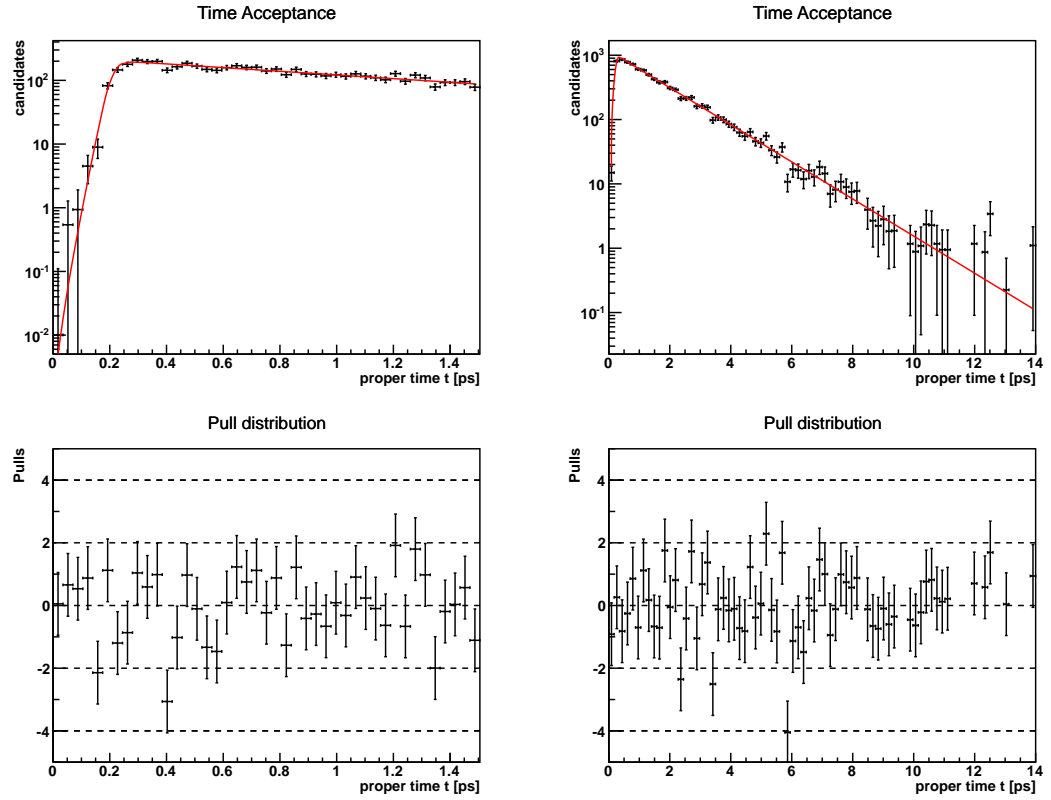 Time Acceptance
candidates
10²
10
1
10⁻¹
10⁻²
0 0.2 0.4 0.6 0.8 1 1.2 1.4
proper time t [ps]
Time Acceptance
candidates
10³
10²
10
1
10⁻¹
0 2 4 6 8 10 12 14
proper time t [ps]
Pull distribution
Pulls
4
2
0
-2
-4
0 0.2 0.4 0.6 0.8 1 1.2 1.4
proper time t [ps]
Pull distribution
Pulls
4
2
0
-2
-4
0 2 4 6 8 10 12 14
proper time t [ps]